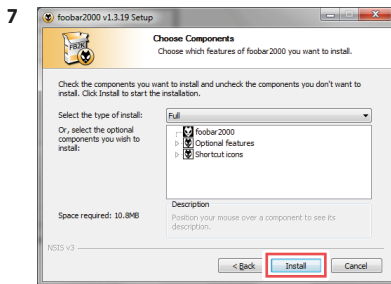 7
foobar2000 v1.3.19 Setup
Choose Components
Choose which features of foobar2000 you want to install.
Check the components you want to install and uncheck the components you don't want to
install. Click Install to start the installation.
Select the type of install:
Full
Or, select the optional
components you wish to
install:
foobar2000
Optional features
Shortcut icons
Space required: 10.8MB
Description
Position your mouse over a component to see its
description.
NSIS v3
< Back
Install
Cancel